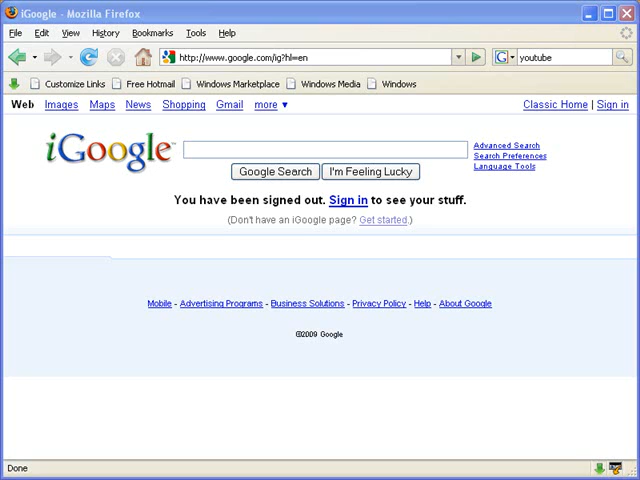 iGoogle - Mozilla Firefox
File Edit View History Bookmarks Tools Help
http://www.google.com/ig?hl=en G youtube
Customize Links Free Hotmail Windows Marketplace Windows Media Windows
Web Images Maps News Shopping Gmail more ▼ Classic Home | Sign in
iGoogle™
Advanced Search
Search Preferences
Language Tools
Google Search I'm Feeling Lucky
You have been signed out. Sign in to see your stuff.
(Don't have an iGoogle page? Get started.)
Mobile - Advertising Programs - Business Solutions - Privacy Policy - Help - About Google
©2009 Google
Done